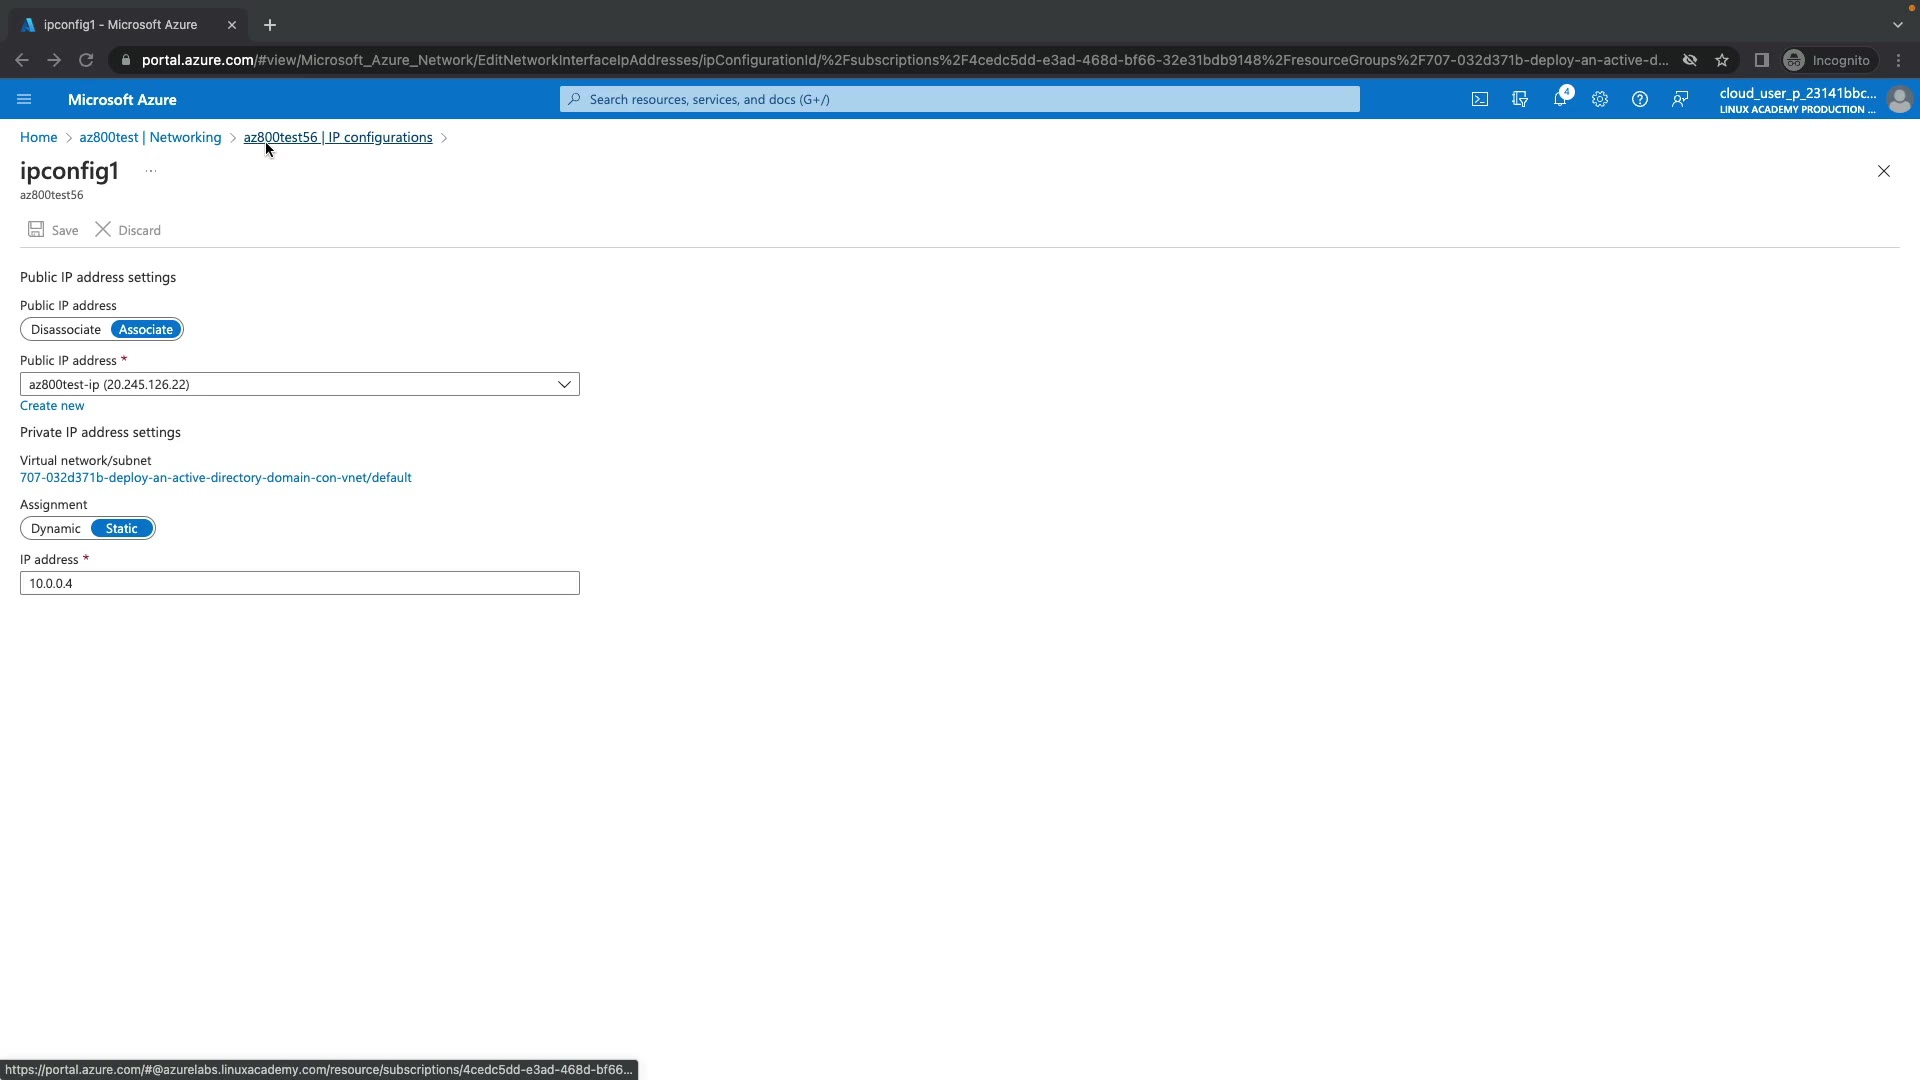 ipconfig1 - Microsoft Azure
portal.azure.com/#view/Microsoft_Azure_Network/EditNetworkInterfaceIpAddresses/ipConfigurationId/%2Fsubscriptions%2F4cedc5dd-e3ad-468d-bf66-32e31bdb9148%2FresourceGroups%2F707-032d371b-deploy-an-active-d...
Incognito
Microsoft Azure
Search resources, services, and docs (G+/)
4
cloud_user_p_23141bbc...
LINUX ACADEMY PRODUCTION ...
Home > az800test | Networking > az800test56 | IP configurations >
ipconfig1 ...
az800test56
Save Discard
Public IP address settings
Public IP address
Disassociate Associate
Public IP address *
az800test-ip (20.245.126.22)
Create new
Private IP address settings
Virtual network/subnet
707-032d371b-deploy-an-active-directory-domain-con-vnet/default
Assignment
Dynamic Static
IP address *
10.0.0.4
https://portal.azure.com/#@azurelabs.linuxacademy.com/resource/subscriptions/4cedc5dd-e3ad-468d-bf66...